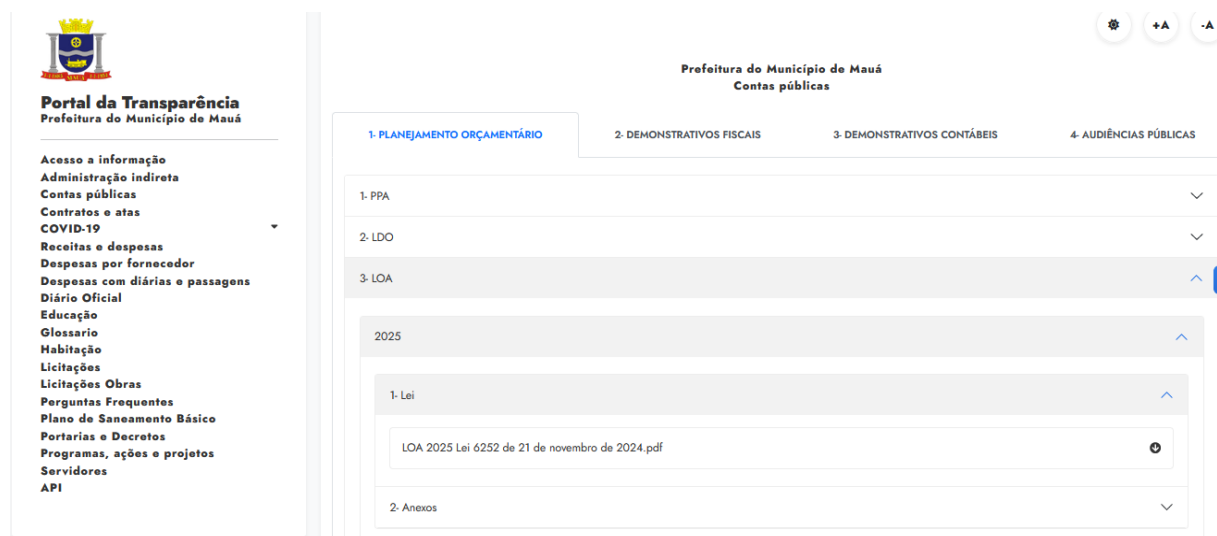 +A
-A
Portal da Transparência
Prefeitura do Município de Mauá
Acesso a informação
Administração indireta
Contas públicas
Contratos e atas
COVID-19
Receitas e despesas
Despesas por fornecedor
Despesas com diárias e passagens
Diário Oficial
Educação
Glossario
Habitação
Licitações
Licitações Obras
Perguntas Frequentes
Plano de Saneamento Básico
Portarias e Decretos
Programas, ações e projetos
Servidores
API
Prefeitura do Município de Mauá
Contas públicas
1- PLANEJAMENTO ORÇAMENTÁRIO
2- DEMONSTRATIVOS FISCAIS
3- DEMONSTRATIVOS CONTÁBEIS
4- AUDIÊNCIAS PÚBLICAS
1- PPA
2- LDO
3- LOA
2025
1- Lei
LOA 2025 Lei 6252 de 21 de novembro de 2024.pdf
2- Anexos